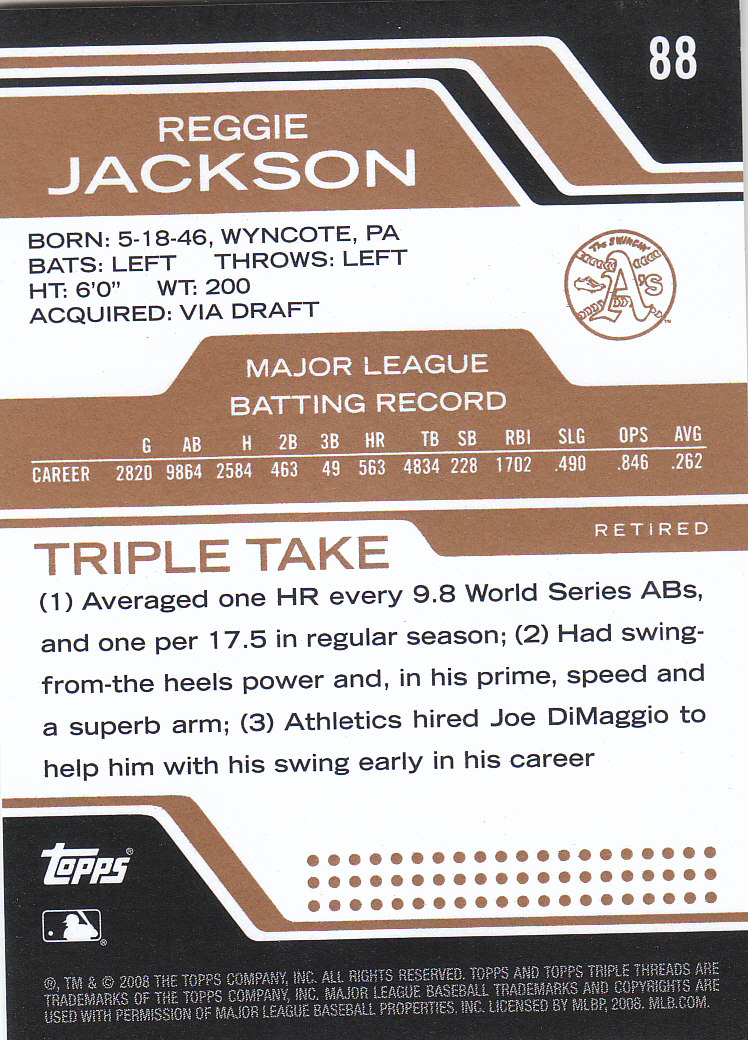 88
REGGIE
JACKSON
BORN: 5-18-46, WYNCOTE, PA
BATS: LEFT THROWS: LEFT
HT: 6'0" WT: 200
ACQUIRED: VIA DRAFT
The SWINGIN'
A's
™
MAJOR LEAGUE
BATTING RECORD
G AB H 2B 3B HR TB SB RBI SLG OPS AVG
CAREER 2820 9864 2584 463 49 563 4834 228 1702 .490 .846 .262
RETIRED
TRIPLE TAKE
(1) Averaged one HR every 9.8 World Series ABs,
and one per 17.5 in regular season; (2) Had swing-
from-the heels power and, in his prime, speed and
a superb arm; (3) Athletics hired Joe DiMaggio to
help him with his swing early in his career
topps®
®
®, TM & © 2008 THE TOPPS COMPANY, INC. ALL RIGHTS RESERVED. TOPPS AND TOPPS TRIPLE THREADS ARE
TRADEMARKS OF THE TOPPS COMPANY, INC. MAJOR LEAGUE BASEBALL TRADEMARKS AND COPYRIGHTS ARE
USED WITH PERMISSION OF MAJOR LEAGUE BASEBALL PROPERTIES, INC. LICENSED BY MLBP, 2008. MLB.COM.